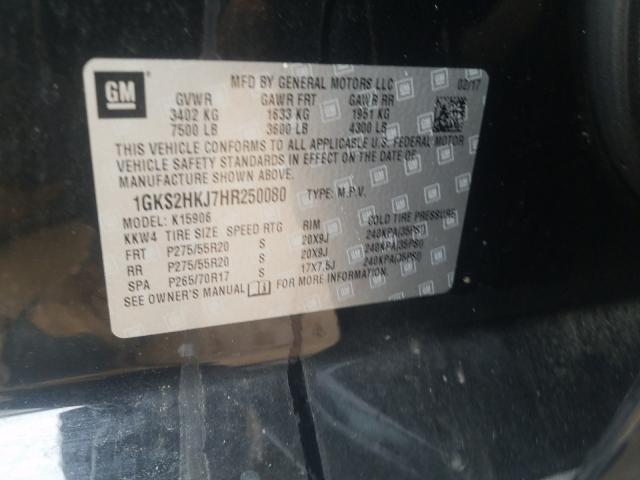 GM
MFD BY GENERAL MOTORS LLC 02/17
GVWR GAWR FRT GAWR RR
3402 KG 1633 KG 1951 KG
7500 LB 3600 LB 4300 LB
THIS VEHICLE CONFORMS TO ALL APPLICABLE U.S. FEDERAL MOTOR
VEHICLE SAFETY STANDARDS IN EFFECT ON THE DATE OF
MANUFACTURE SHOWN ABOVE.
1GKS2HKJ7HR250080 TYPE: M.P.V.
MODEL: K15906
KKW4 TIRE SIZE SPEED RTG RIM COLD TIRE PRESSURE
FRT P275/55R20 S 20X9J 240KPA(35PSI)
RR P275/55R20 S 20X9J 240KPA(35PSI)
SPA P265/70R17 S 17X7.5J 240KPA(35PSI)
SEE OWNER'S MANUAL FOR MORE INFORMATION.